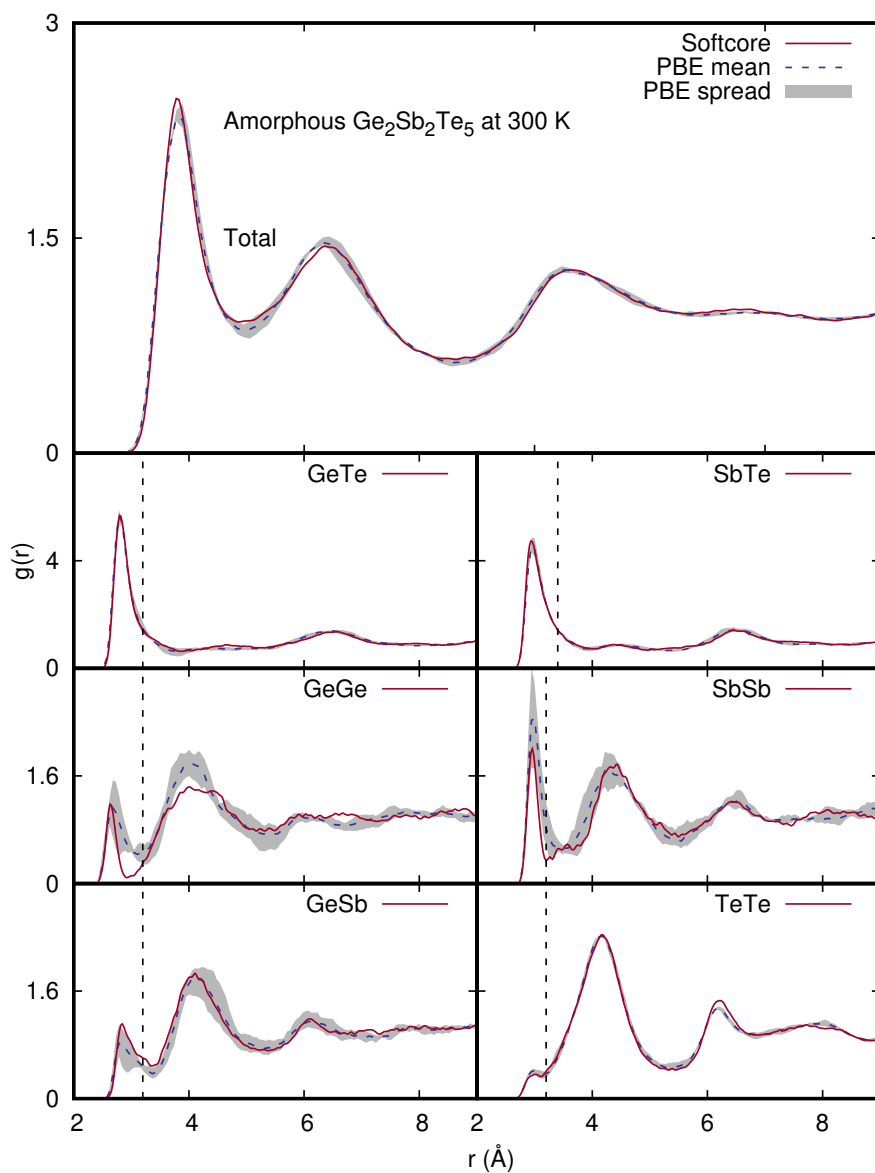 3
Softcore
PBE mean
PBE spread
Amorphous Ge₂Sb₂Te₅ at 300 K
1.5
Total
0
GeTe
SbTe
4
g(r)
0
GeGe
SbSb
1.6
0
GeSb
TeTe
1.6
0
2 4 6 8 2 4 6 8
r (Å)